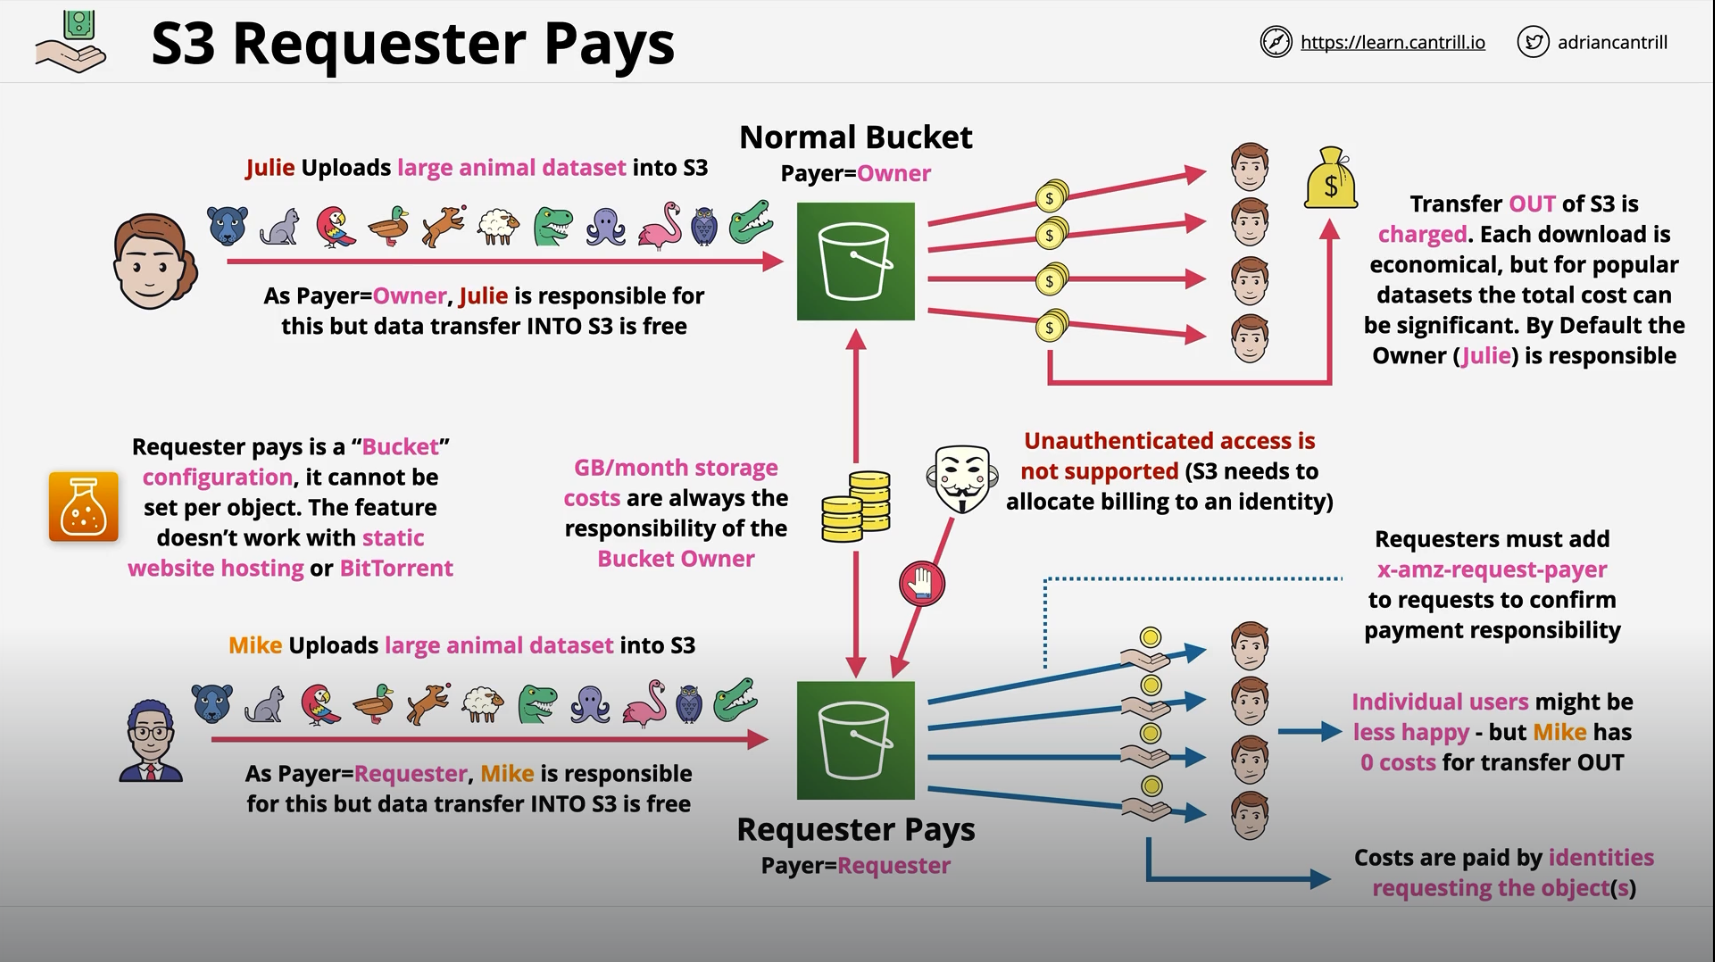 S3 Requester Pays
https://learn.cantrill.io
adriancantrill
Normal Bucket
Payer=Owner
Julie Uploads large animal dataset into S3
As Payer=Owner, Julie is responsible for
this but data transfer INTO S3 is free
$
$
$
$
$
Transfer OUT of S3 is
charged. Each download is
economical, but for popular
datasets the total cost can
be significant. By Default the
Owner (Julie) is responsible
Requester pays is a “Bucket”
configuration, it cannot be
set per object. The feature
doesn’t work with static
website hosting or BitTorrent
GB/month storage
costs are always the
responsibility of the
Bucket Owner
Unauthenticated access is
not supported (S3 needs to
allocate billing to an identity)
Requesters must add
x-amz-request-payer
to requests to confirm
payment responsibility
Mike Uploads large animal dataset into S3
As Payer=Requester, Mike is responsible
for this but data transfer INTO S3 is free
Requester Pays
Payer=Requester
Individual users might be
less happy - but Mike has
0 costs for transfer OUT
Costs are paid by identities
requesting the object(s)